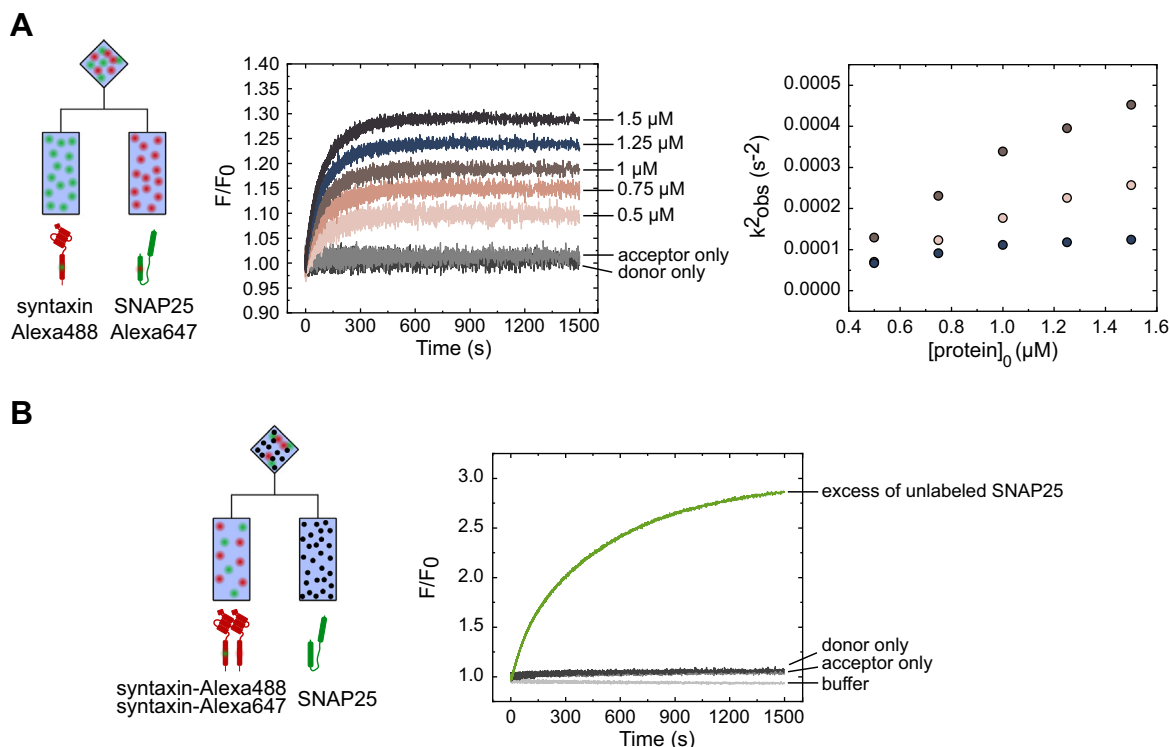 A
syntaxin
Alexa488
SNAP25
Alexa647
F/F0
1.40
1.35
1.30
1.25
1.20
1.15
1.10
1.05
1.00
0.95
0.90
0
300
600
900
1200
1500
Time (s)
1.5 µM
1.25 µM
1 µM
0.75 µM
0.5 µM
acceptor only
donor only
k2obs (s-2)
0.0005
0.0004
0.0003
0.0002
0.0001
0.0000
0.4
0.6
0.8
1.0
1.2
1.4
1.6
[protein]0 (µM)
B
syntaxin-Alexa488
syntaxin-Alexa647
SNAP25
F/F0
3.0
2.5
2.0
1.5
1.0
0
300
600
900
1200
1500
Time (s)
excess of unlabeled SNAP25
donor only
acceptor only
buffer